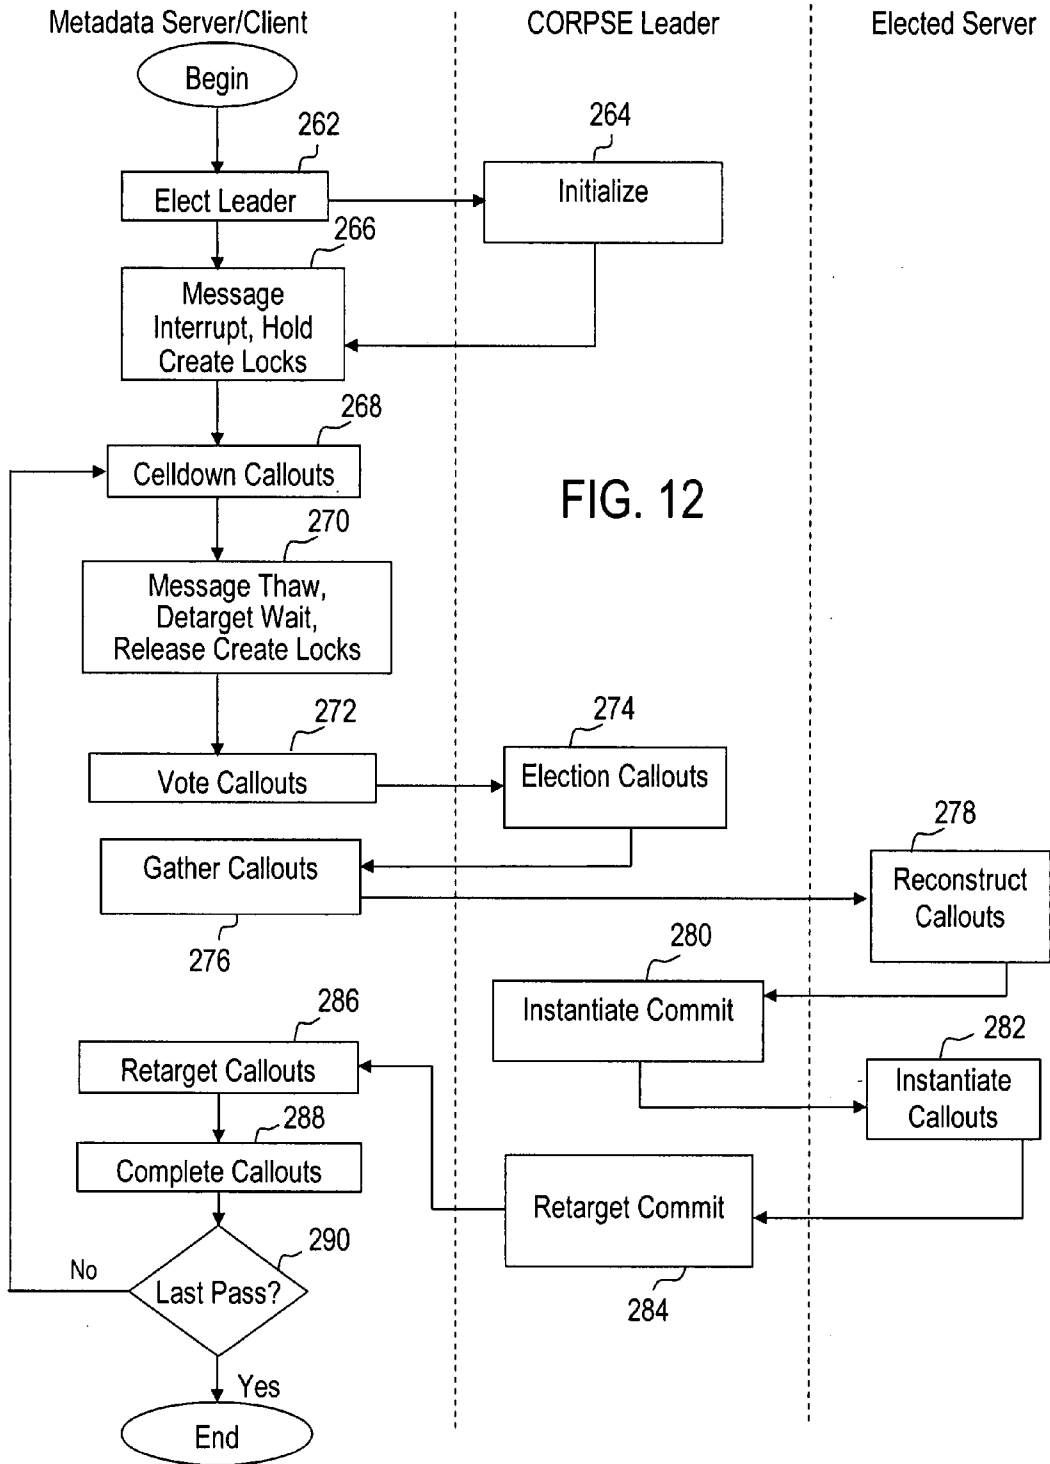 Metadata Server/Client
CORPSE Leader
Elected Server
Begin
262
264
Elect Leader
Initialize
266
Message
Interrupt, Hold
Create Locks
268
Celldown Callouts
FIG. 12
270
Message Thaw,
Detarget Wait,
Release Create Locks
272
274
Vote Callouts
Election Callouts
278
Gather Callouts
Reconstruct
Callouts
276
280
Instantiate Commit
286
282
Retarget Callouts
Instantiate
Callouts
288
Complete Callouts
Retarget Commit
290
No
Last Pass?
284
Yes
End